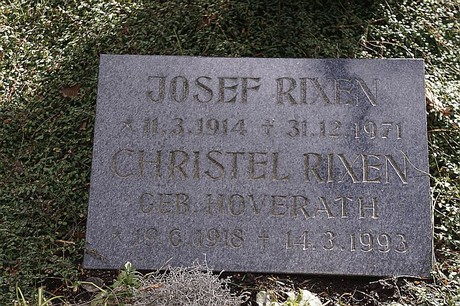 JOSEF RIXEN
* 11.3.1914 ✝ 31.12.1971
CHRISTEL RIXEN
GEB. HOVERATH
* 19.6.1918 ✝ 14.3.1993